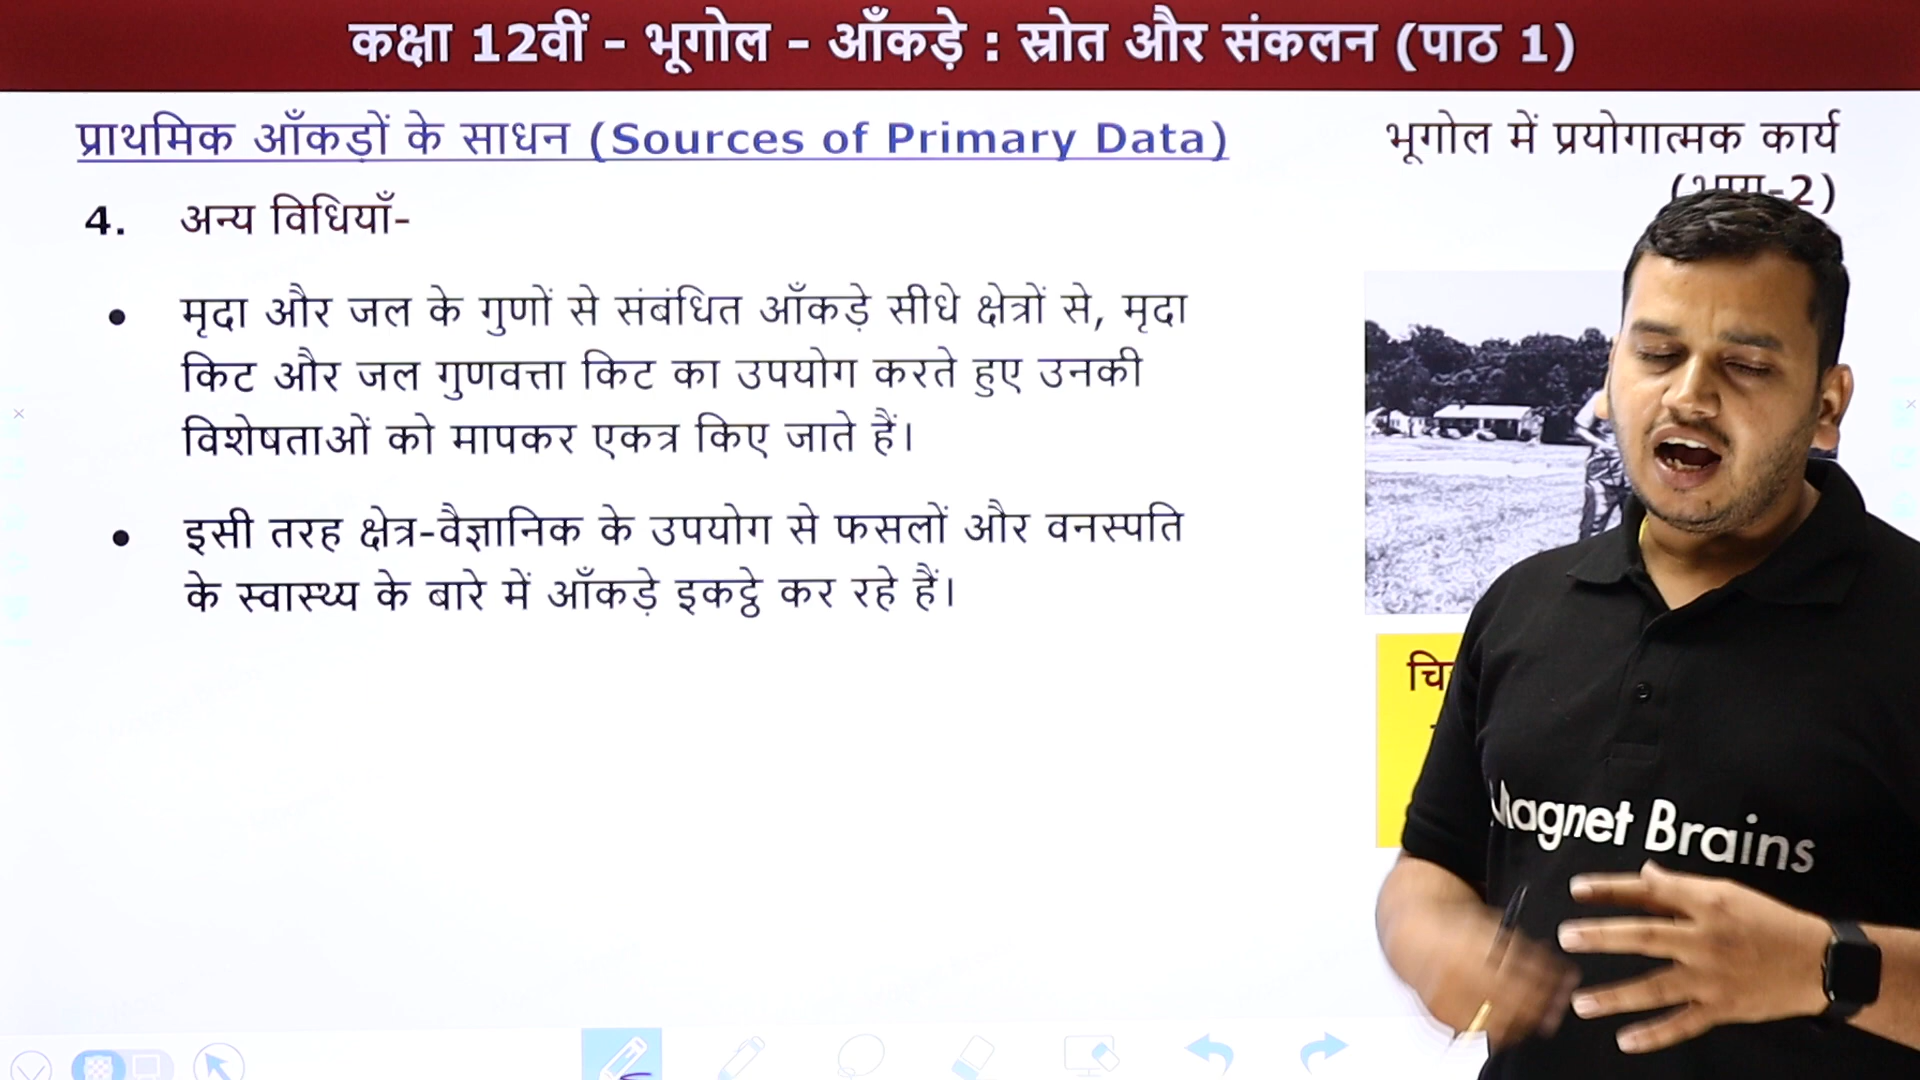 कक्षा 12वीं - भूगोल - आँकड़े : स्रोत और संकलन (पाठ 1)
प्राथमिक आँकड़ों के साधन (Sources of Primary Data)
भूगोल में प्रयोगात्मक कार्य
(भाग-2)
4. अन्य विधियाँ-
• मृदा और जल के गुणों से संबंधित आँकड़े सीधे क्षेत्रों से, मृदा
किट और जल गुणवत्ता किट का उपयोग करते हुए उनकी
विशेषताओं को मापकर एकत्र किए जाते हैं।
• इसी तरह क्षेत्र-वैज्ञानिक के उपयोग से फसलों और वनस्पति
के स्वास्थ्य के बारे में आँकड़े इकट्ठे कर रहे हैं।
Magnet Brains